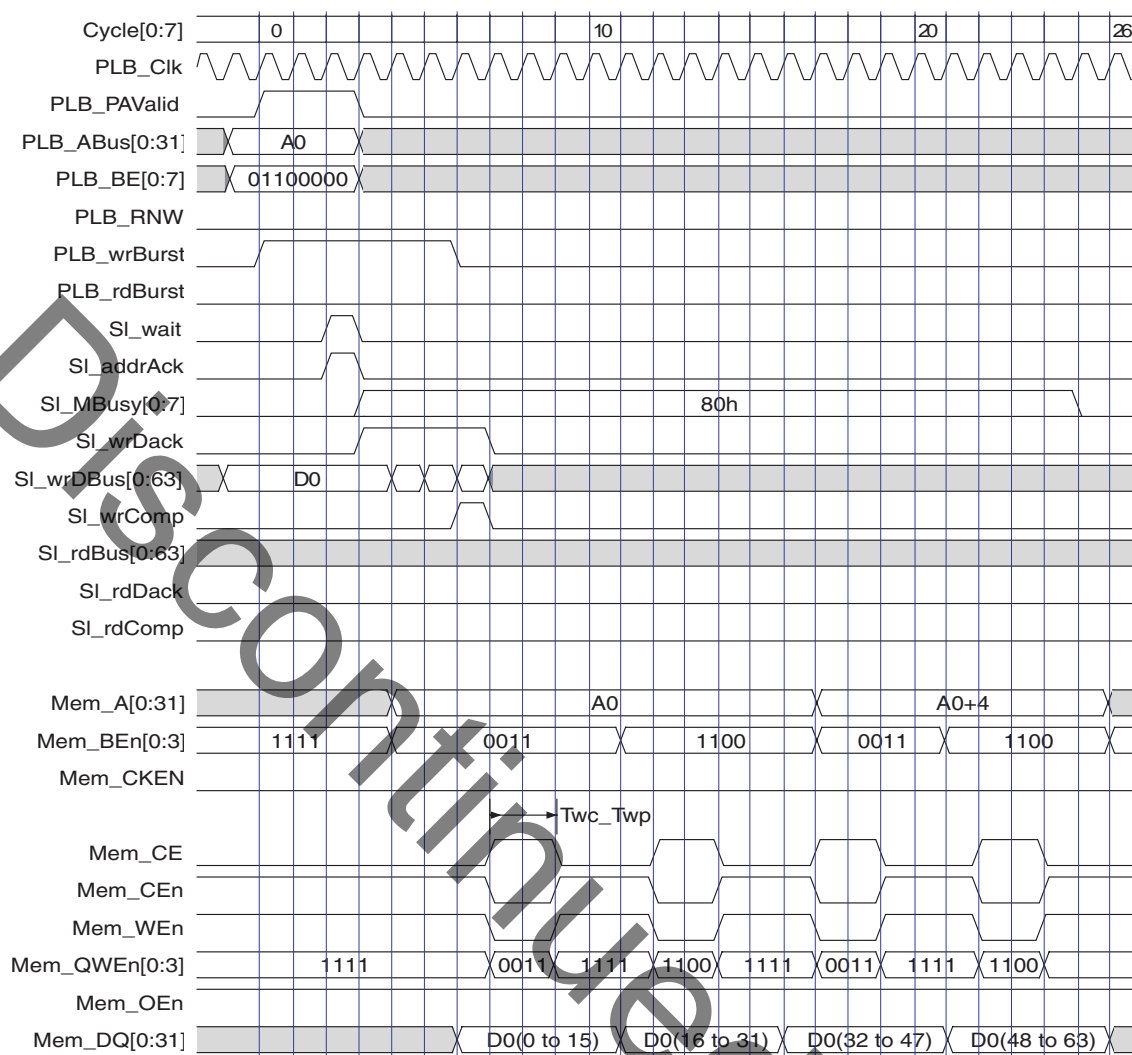 Cycle[0:7] 0 10 20 26
PLB_Clk
PLB_PAValid
PLB_ABus[0:31] A0
PLB_BE[0:7] 01100000
PLB_RNW
PLB_wrBurst
PLB_rdBurst
Sl_wait
Sl_addrAck
Sl_MBusy[0:7] 80h
Sl_wrDack
Sl_wrDBus[0:63] D0
Sl_wrComp
Sl_rdBus[0:63]
Sl_rdDack
Sl_rdComp
Mem_A[0:31] A0 A0+4
Mem_BEn[0:3] 1111 0011 1100 0011 1100
Mem_CKEN
Twc_Twp
Mem_CE
Mem_CEn
Mem_WEn
Mem_QWEn[0:3] 1111 0011 1111 1100 1111 0011 1111 1100
Mem_OEn
Mem_DQ[0:31] D0(0 to 15) D0(16 to 31) D0(32 to 47) D0(48 to 63)
Discontinue